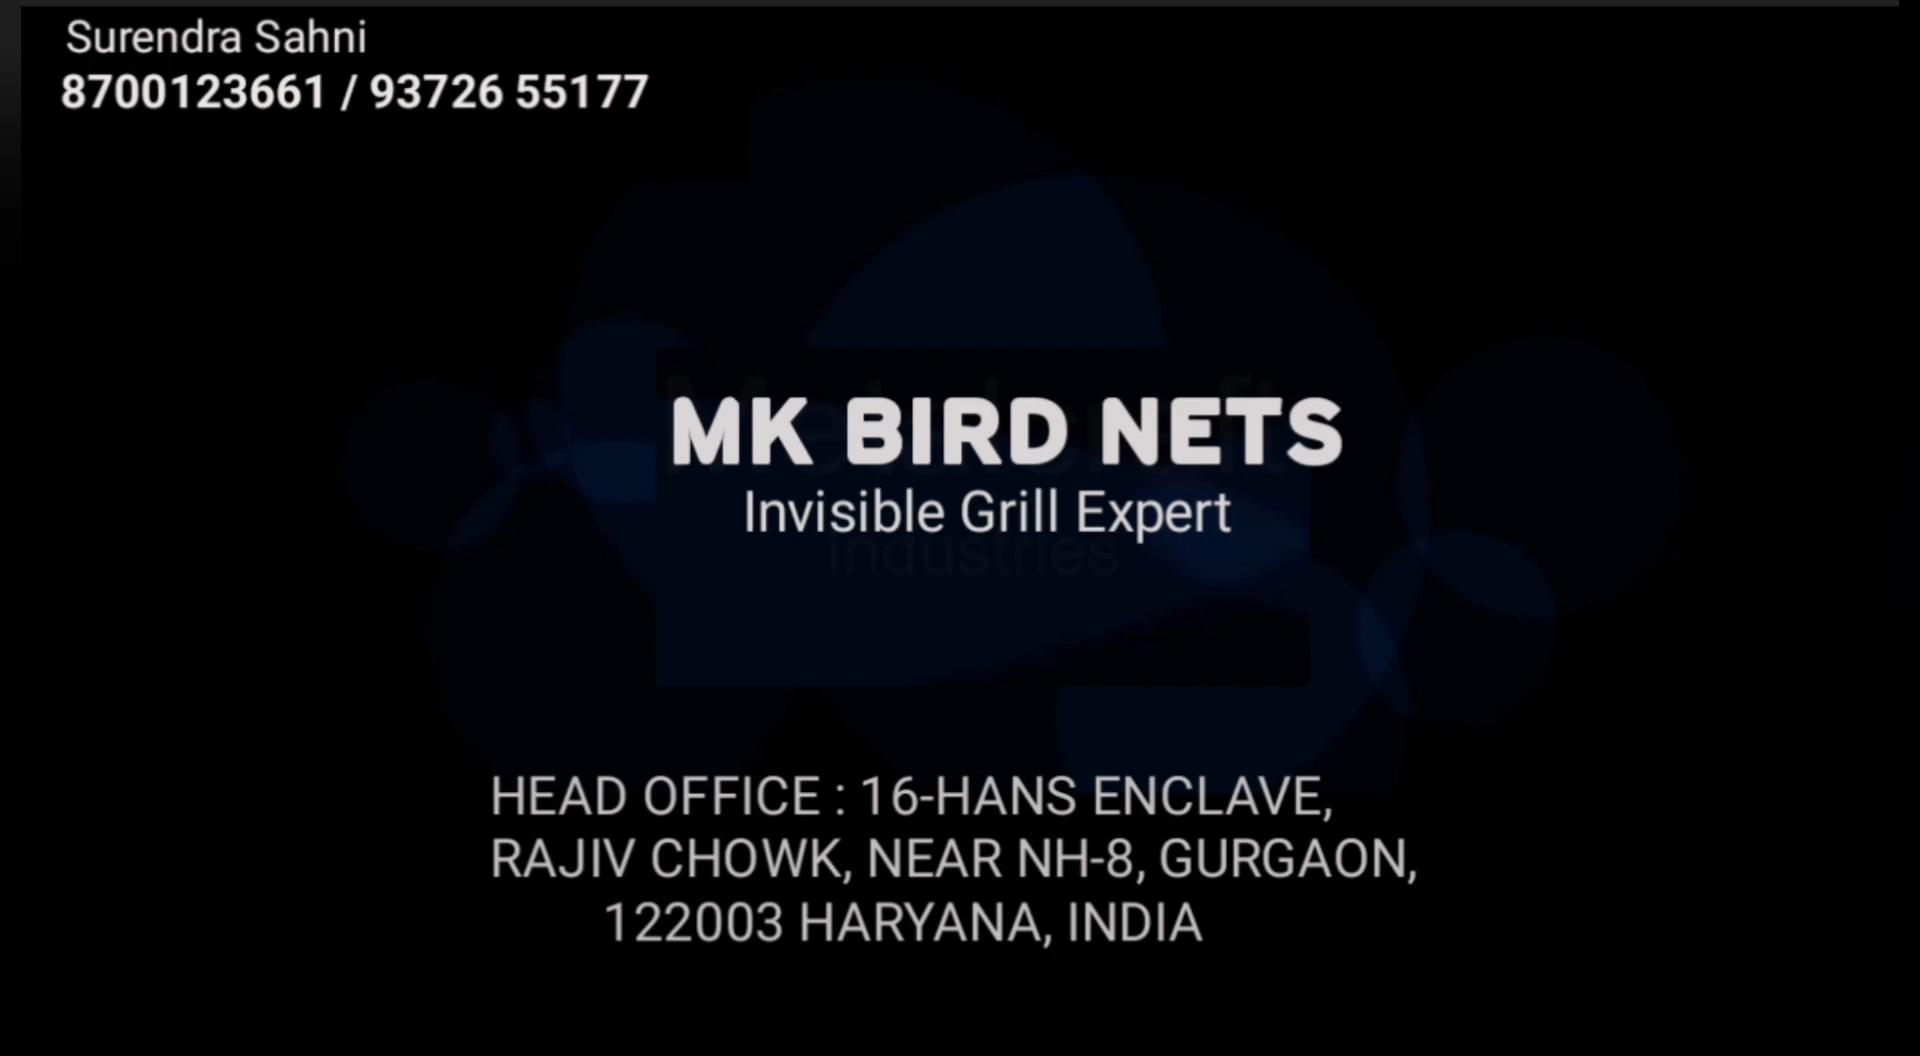 Surendra Sahni
8700123661 / 93726 55177
MK BIRD NETS
Invisible Grill Expert
Industries
HEAD OFFICE : 16-HANS ENCLAVE,
RAJIV CHOWK, NEAR NH-8, GURGAON,
122003 HARYANA, INDIA